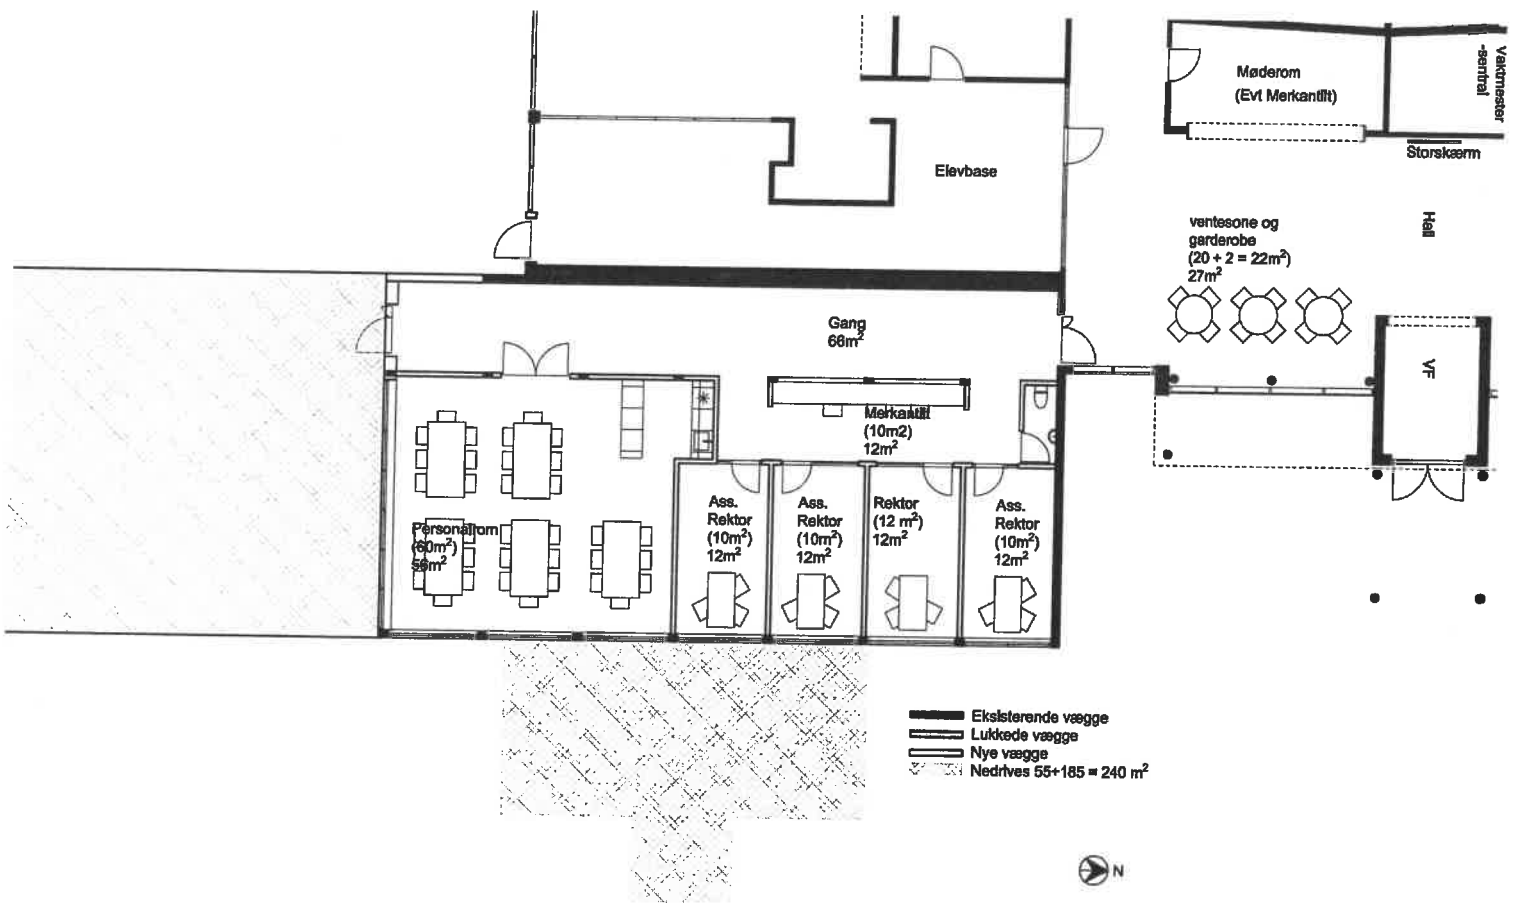 Møderom
(Evt Merkantilt)
Vaktmester
-sentral
Storskærm
Elevbase
ventesone og
garderobe
(20 + 2 = 22m²)
27m²
Hall
Gang
66m²
VF
Merkantilt
(10m2)
12m²
Personalrom
(60m²)
56m²
Ass.
Rektor
(10m²)
12m²
Ass.
Rektor
(10m²)
12m²
Rektor
(12 m²)
12m²
Ass.
Rektor
(10m²)
12m²
Eksisterende vægge
Lukkede vægge
Nye vægge
Nedrives 55+185 = 240 m²
N